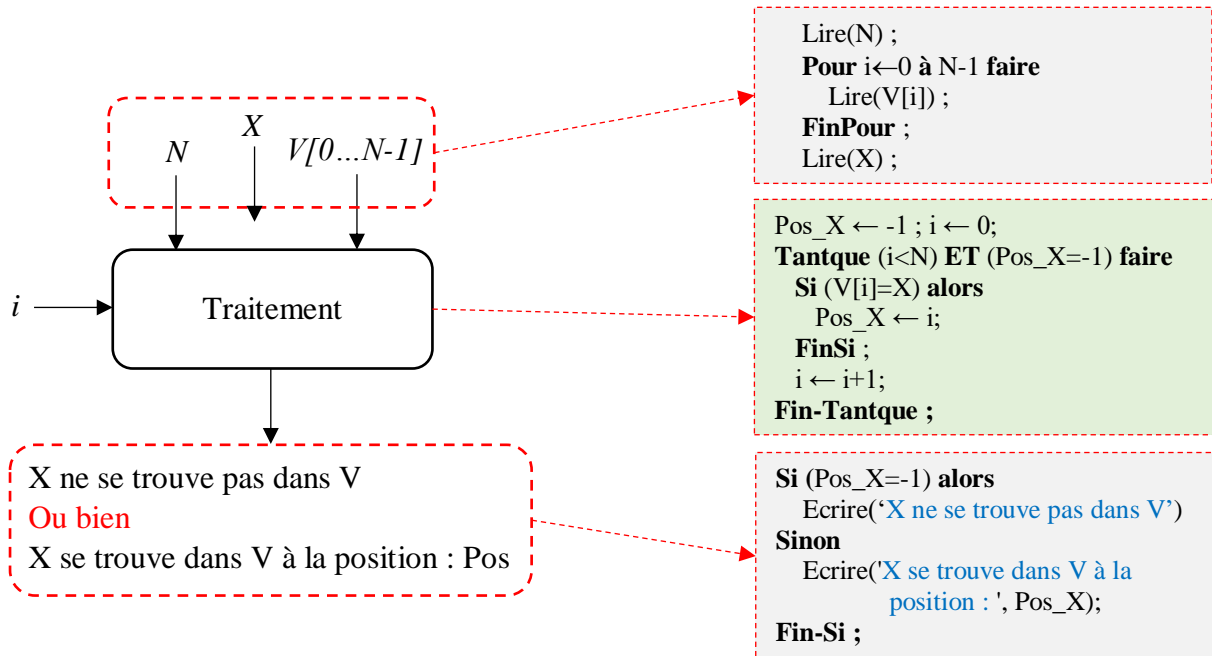 N
X
V[0…N-1]
i
Traitement
X ne se trouve pas dans V
Ou bien
X se trouve dans V à la position : Pos
Lire(N) ;
Pour i←0 à N-1 faire
Lire(V[i]) ;
FinPour ;
Lire(X) ;
Pos_X ← -1 ; i ← 0;
Tantque (i<N) ET (Pos_X=-1) faire
Si (V[i]=X) alors
Pos_X ← i;
FinSi ;
i ← i+1;
Fin-Tantque ;
Si (Pos_X=-1) alors
Ecrire(‘X ne se trouve pas dans V’)
Sinon
Ecrire('X se trouve dans V à la
position : ', Pos_X);
Fin-Si ;